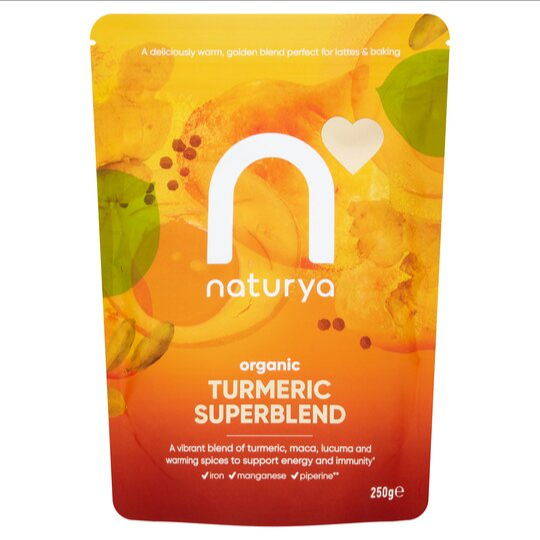 A deliciously warm, golden blend perfect for lattes & baking
n
naturya
organic
TURMERIC
SUPERBLEND
A vibrant blend of turmeric, maca, lucuma and
warming spices to support energy and immunity*
✓iron ✓manganese ✓piperine**
250g℮